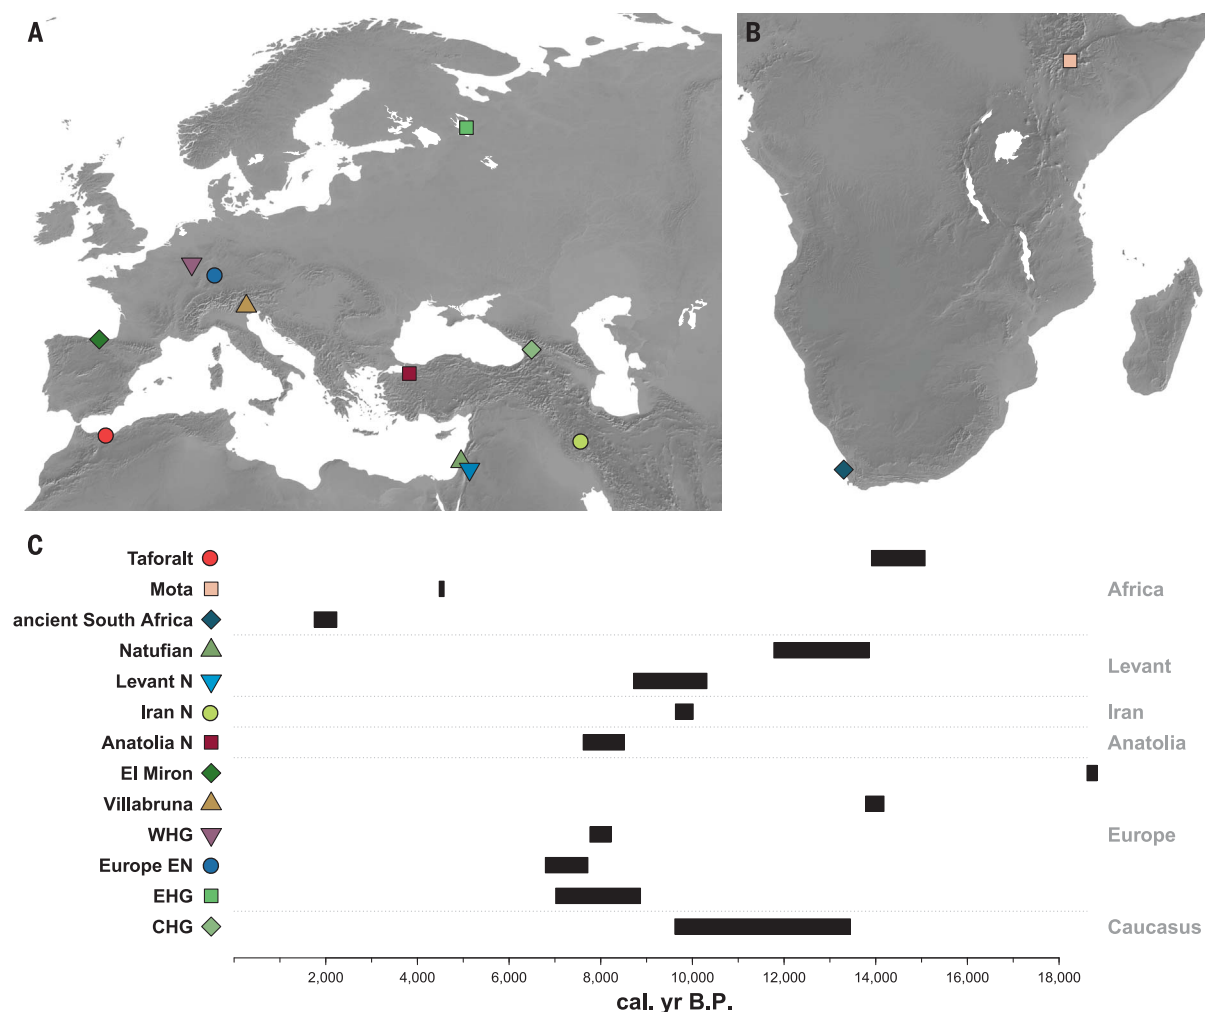 A
B
C
Taforalt
Mota
Africa
ancient South Africa
Natufian
Levant
Levant N
Iran N
Iran
Anatolia N
Anatolia
El Miron
Villabruna
WHG
Europe
Europe EN
EHG
CHG
Caucasus
2,000 4,000 6,000 8,000 10,000 12,000 14,000 16,000 18,000
cal. yr B.P.